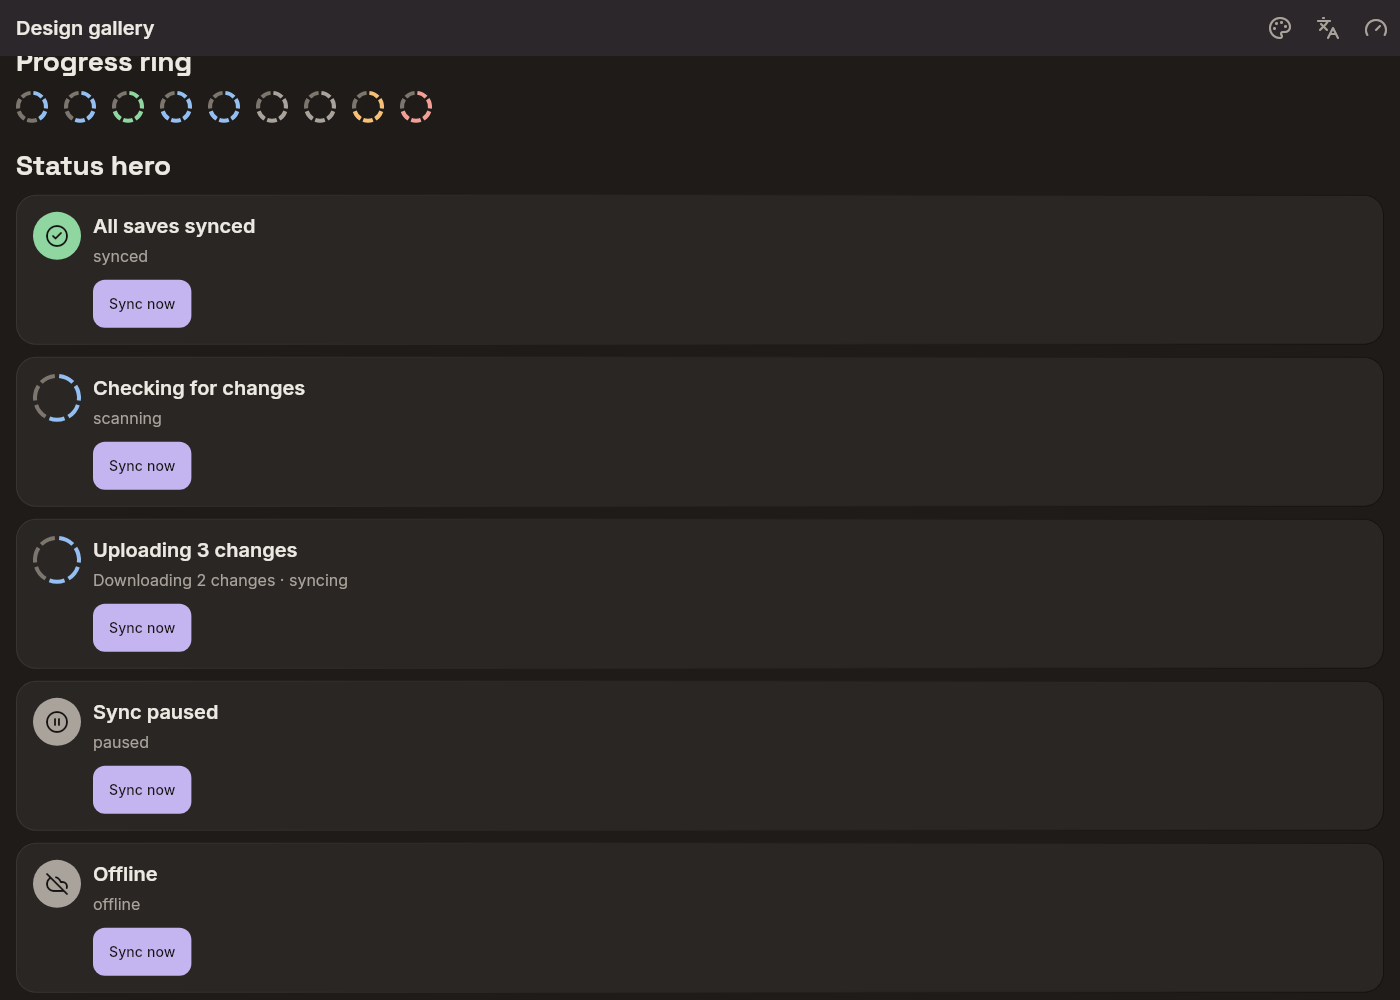 Design gallery
Progress ring
Status hero
All saves synced
synced
Sync now
Checking for changes
scanning
Sync now
Uploading 3 changes
Downloading 2 changes · syncing
Sync now
Sync paused
paused
Sync now
Offline
offline
Sync now